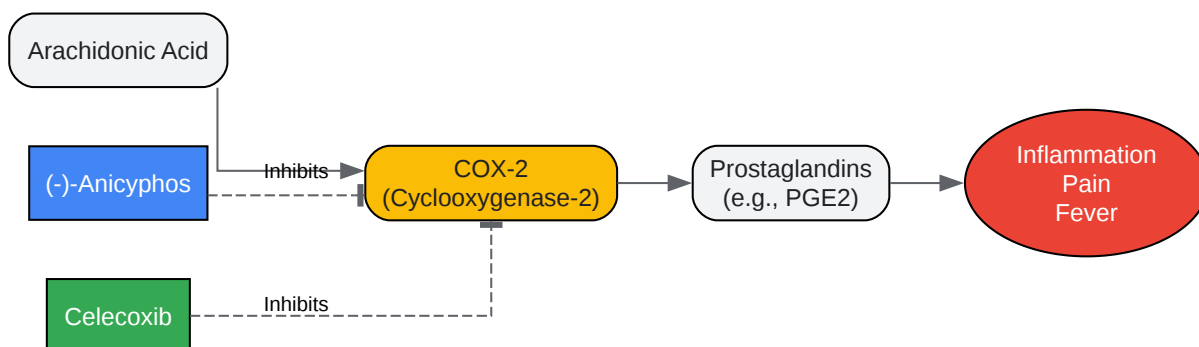 Arachidonic Acid
(-)-Anicyphos
Inhibits
COX-2
(Cyclooxygenase-2)
Prostaglandins
(e.g., PGE2)
Inflammation
Pain
Fever
Celecoxib
Inhibits